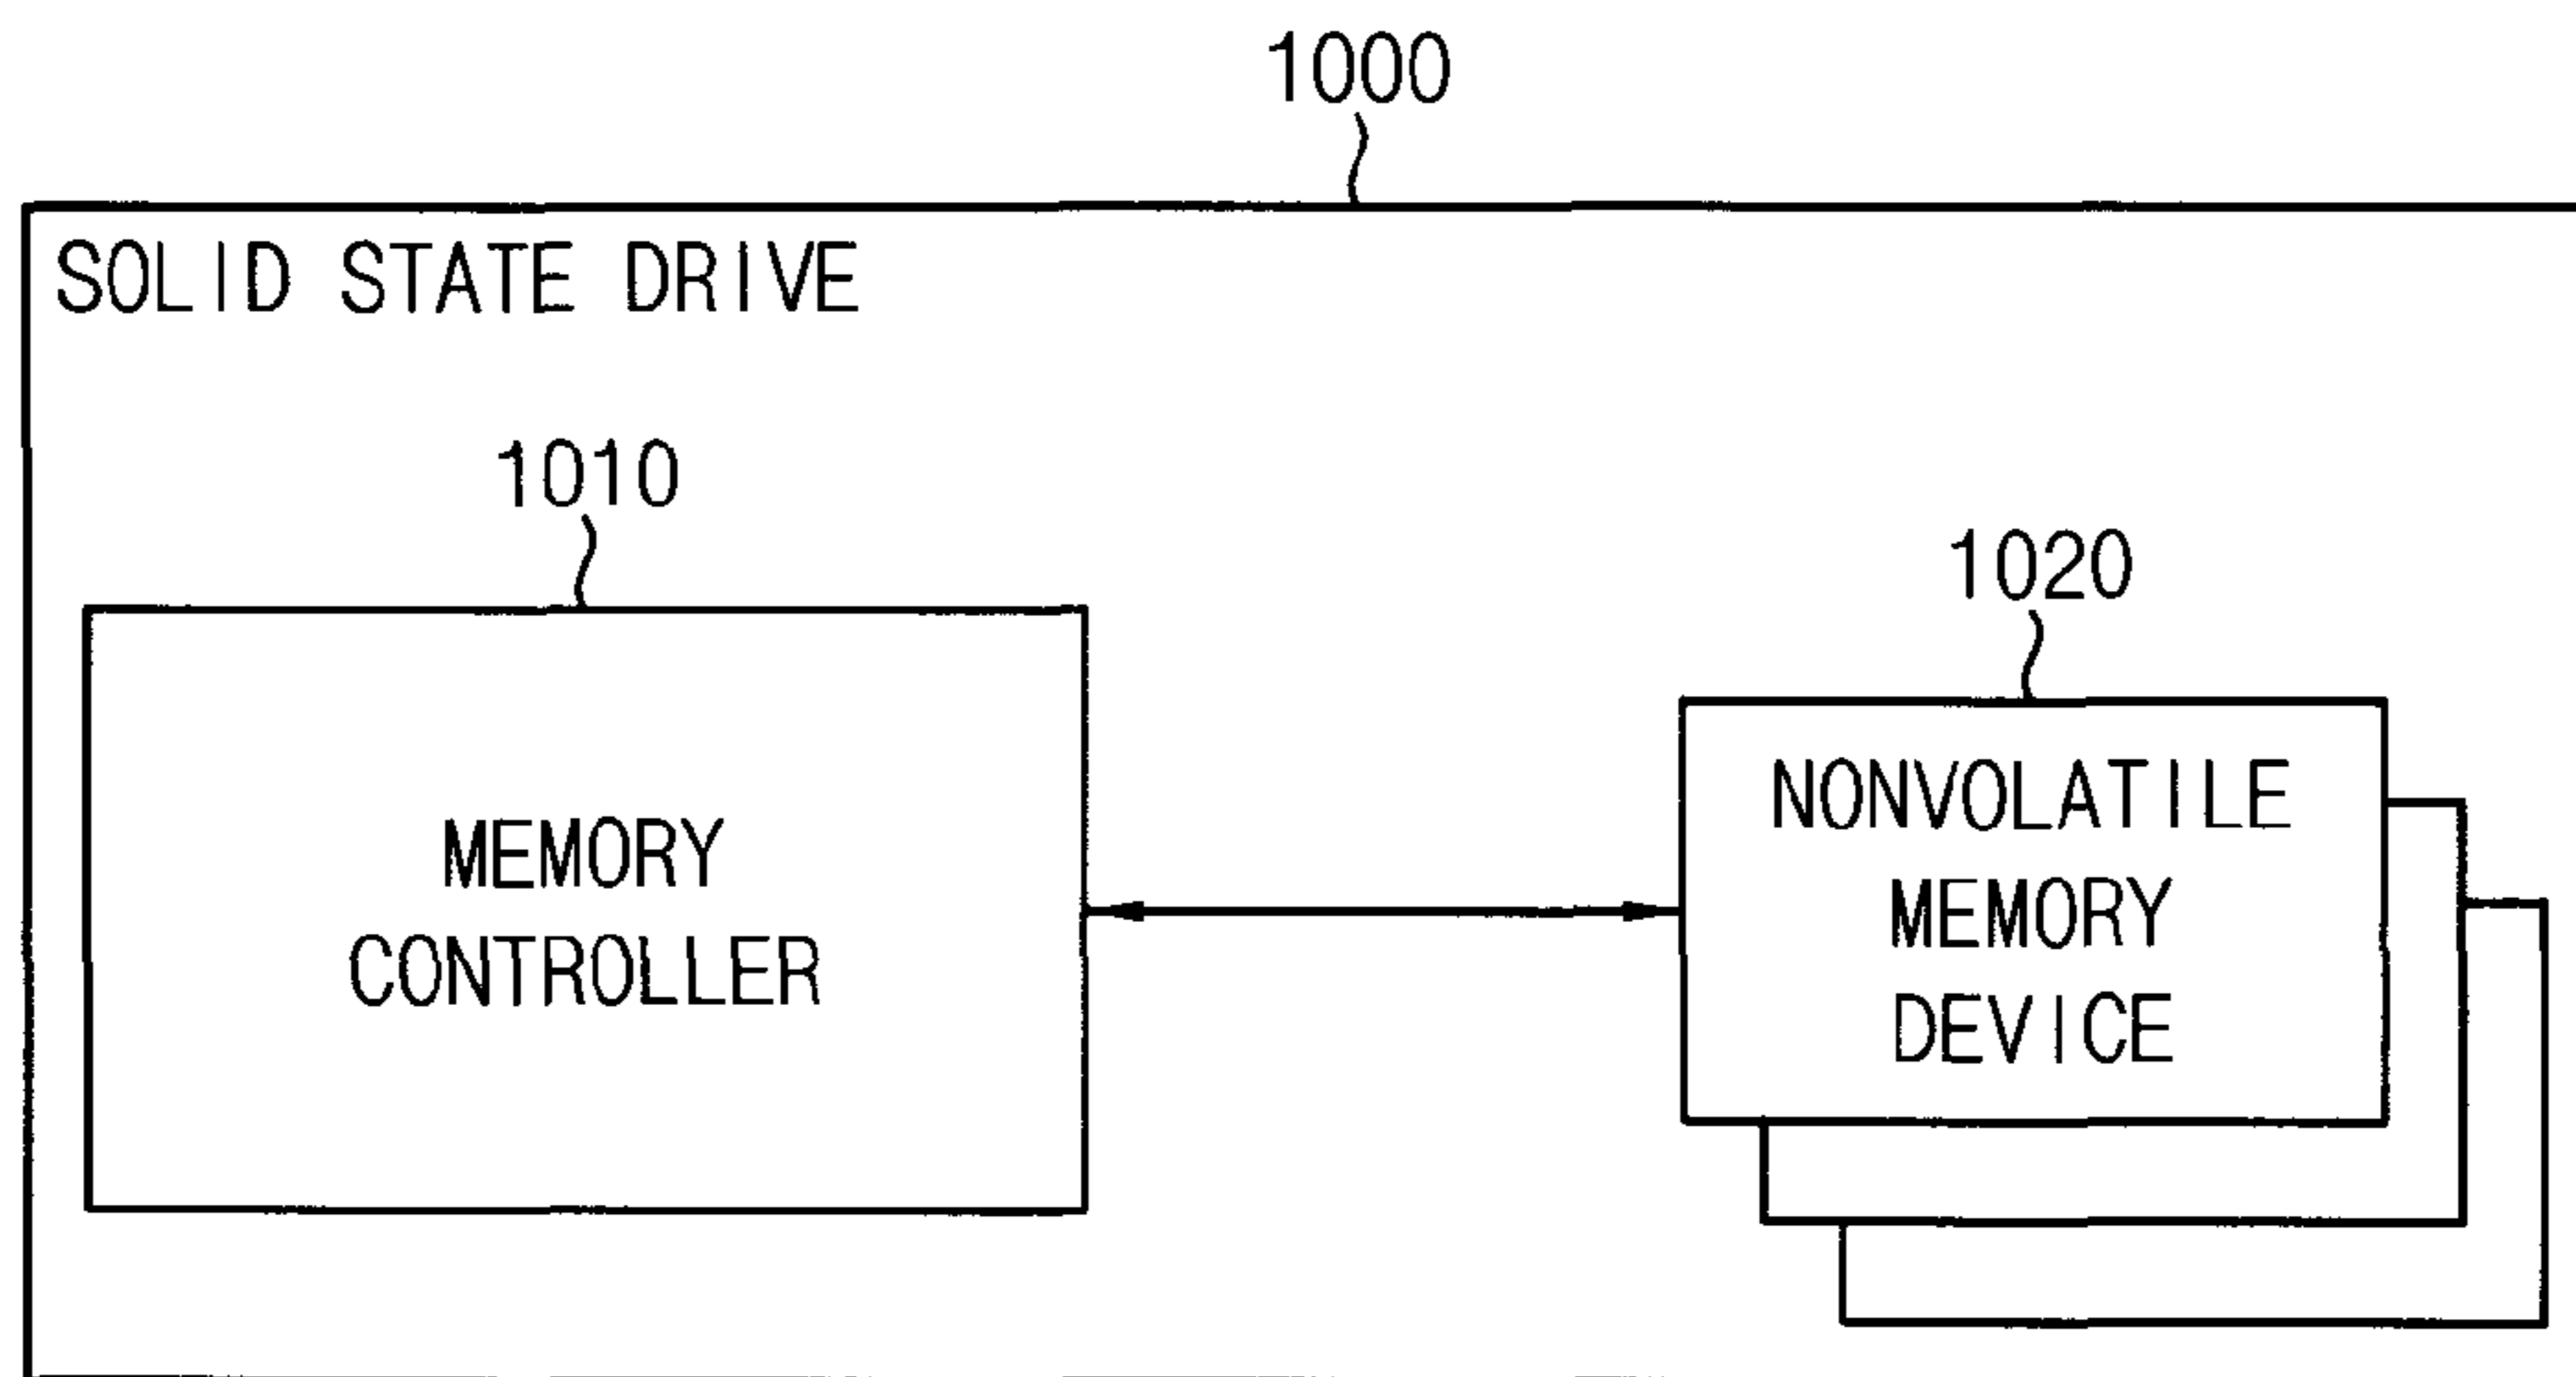 1000
SOLID STATE DRIVE
1010
1020
MEMORY
CONTROLLER
NONVOLATILE
MEMORY
DEVICE